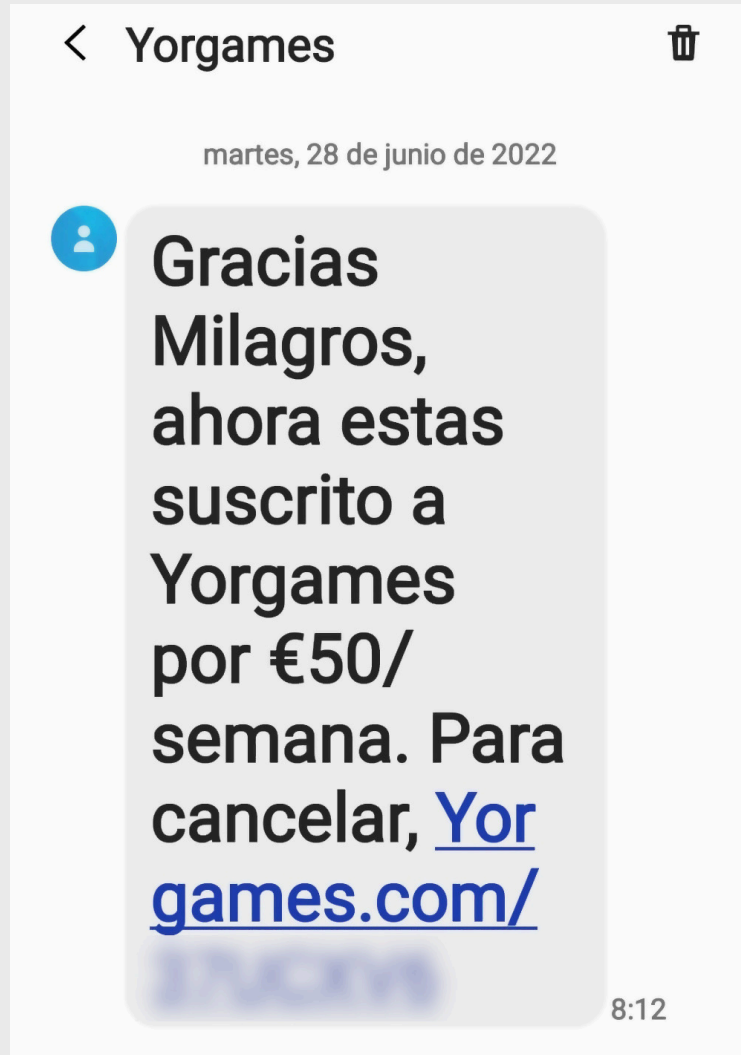 Yorgames
martes, 28 de junio de 2022
Gracias
Milagros,
ahora estas
suscrito a
Yorgames
por €50/
semana. Para
cancelar, Yor
games.com/
8:12